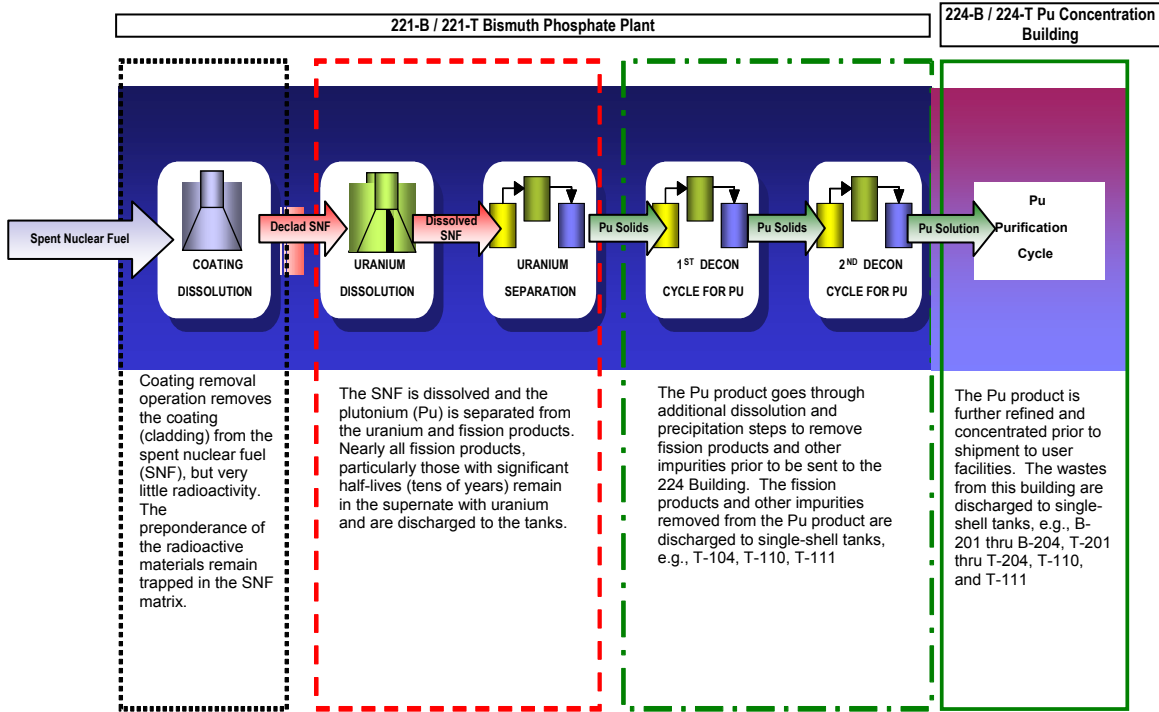 221-B / 221-T Bismuth Phosphate Plant
224-B / 224-T Pu Concentration
Building
Spent Nuclear Fuel
COATING
DISSOLUTION
Declad SNF
URANIUM
DISSOLUTION
Dissolved
SNF
URANIUM
SEPARATION
Pu Solids
1ST DECON
CYCLE FOR PU
Pu Solids
2ND DECON
CYCLE FOR PU
Pu Solution
Pu
Purification
Cycle
Coating removal
operation removes
the coating
(cladding) from the
spent nuclear fuel
(SNF), but very
little radioactivity.
The
preponderance of
the radioactive
materials remain
trapped in the SNF
matrix.
The SNF is dissolved and the
plutonium (Pu) is separated from
the uranium and fission products.
Nearly all fission products,
particularly those with significant
half-lives (tens of years) remain
in the supernate with uranium
and are discharged to the tanks.
The Pu product goes through
additional dissolution and
precipitation steps to remove
fission products and other
impurities prior to be sent to the
224 Building.  The fission
products and other impurities
removed from the Pu product are
discharged to single-shell tanks,
e.g., T-104, T-110, T-111
The Pu product is
further refined and
concentrated prior to
shipment to user
facilities.  The wastes
from this building are
discharged to single-
shell tanks, e.g., B-
201 thru B-204, T-201
thru T-204, T-110,
and T-111